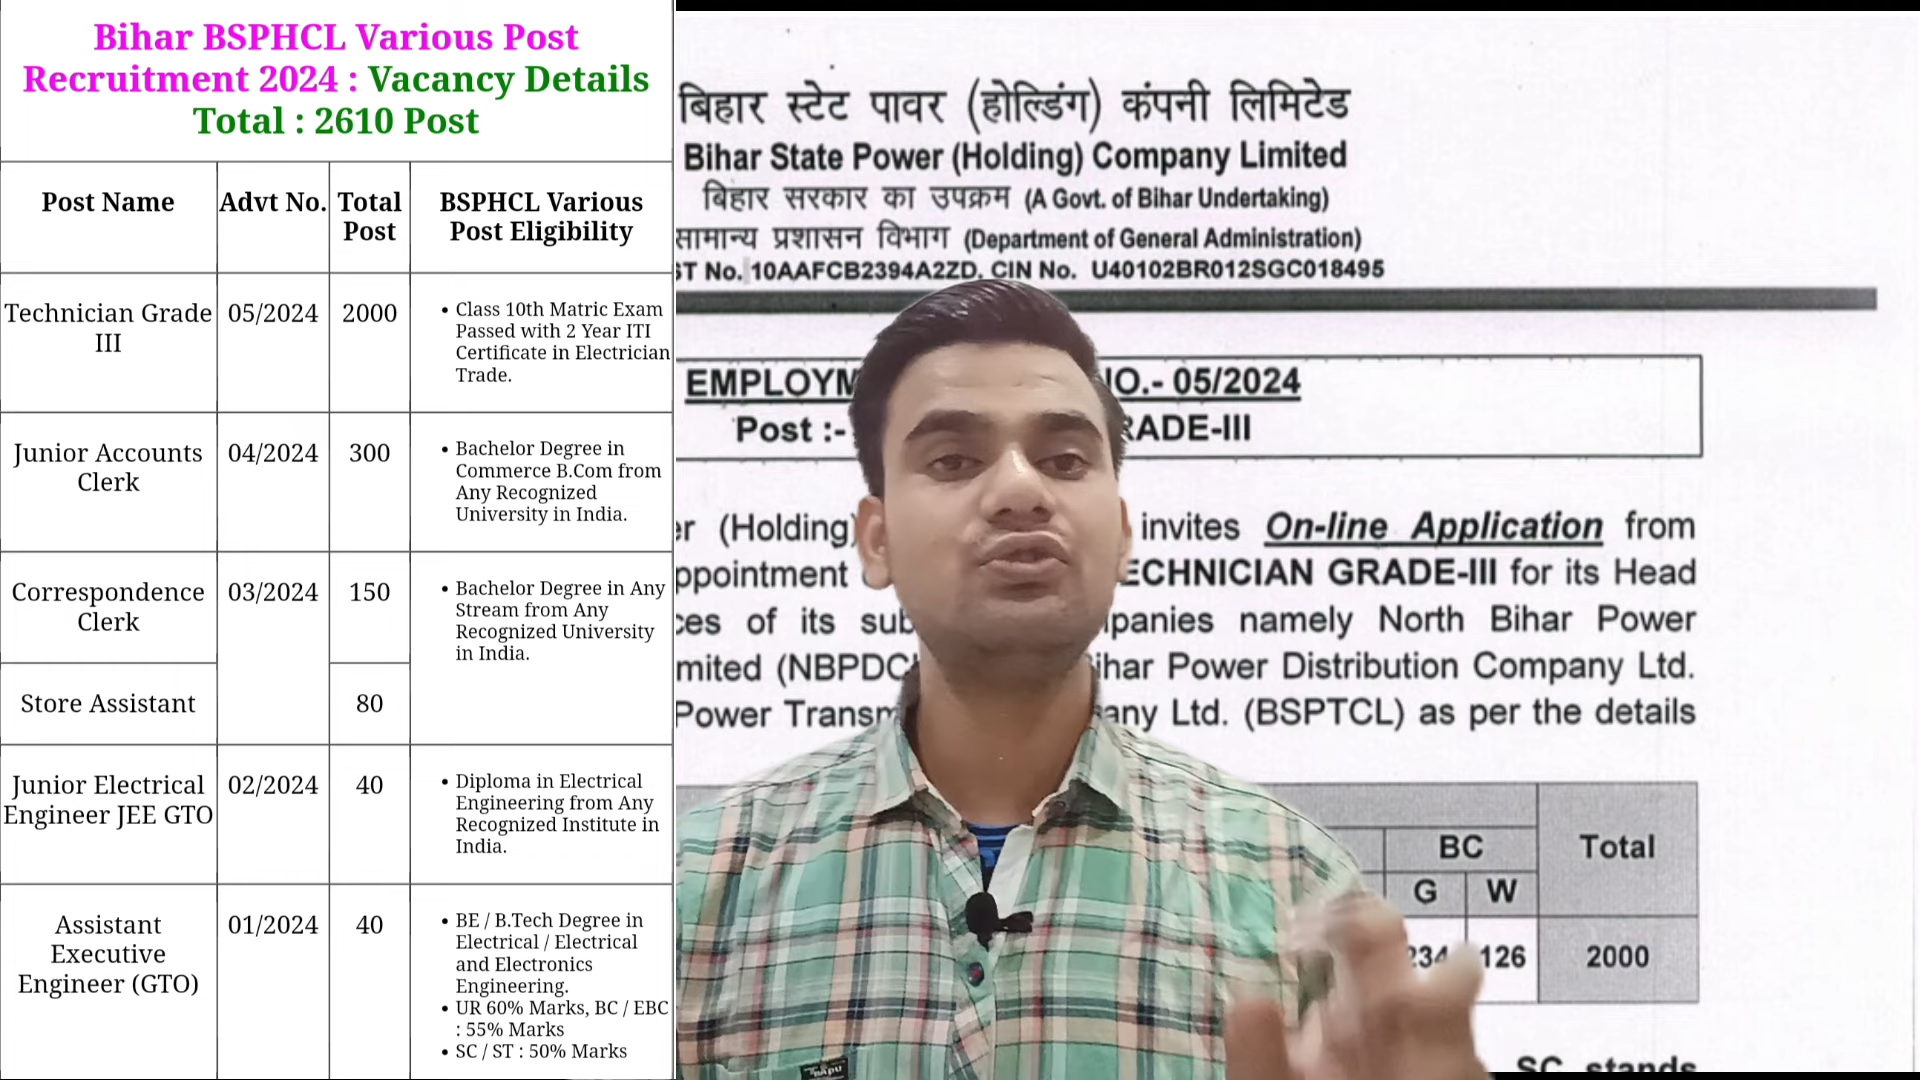 Bihar BSPHCL Various Post
Recruitment 2024 : Vacancy Details
Total : 2610 Post
Post Name
Advt No.
Total
Post
BSPHCL Various
Post Eligibility
Technician Grade
III
05/2024
2000
• Class 10th Matric Exam
Passed with 2 Year ITI
Certificate in Electrician
Trade.
Junior Accounts
Clerk
04/2024
300
• Bachelor Degree in
Commerce B.Com from
Any Recognized
University in India.
Correspondence
Clerk
03/2024
150
• Bachelor Degree in Any
Stream from Any
Recognized University
in India.
Store Assistant
80
Junior Electrical
Engineer JEE GTO
02/2024
40
• Diploma in Electrical
Engineering from Any
Recognized Institute in
India.
Assistant
Executive
Engineer (GTO)
01/2024
40
• BE / B.Tech Degree in
Electrical / Electrical
and Electronics
Engineering.
• UR 60% Marks, BC / EBC
: 55% Marks
• SC / ST : 50% Marks
बिहार स्टेट पावर (होल्डिंग) कंपनी लिमिटेड
Bihar State Power (Holding) Company Limited
बिहार सरकार का उपक्रम (A Govt. of Bihar Undertaking)
सामान्य प्रशासन विभाग (Department of General Administration)
ST No. 10AAFCB2394A2ZD, CIN No. U40102BR012SGC018495
EMPLOYM NO.- 05/2024
Post :- RADE-III
er (Holding) invites On-line Application from
ppointment ECHNICIAN GRADE-III for its Head
ces of its sub panies namely North Bihar Power
mited (NBPDC ihar Power Distribution Company Ltd.
Power Transm any Ltd. (BSPTCL) as per the details
BC
Total
G
W
234
126
2000
SC stands